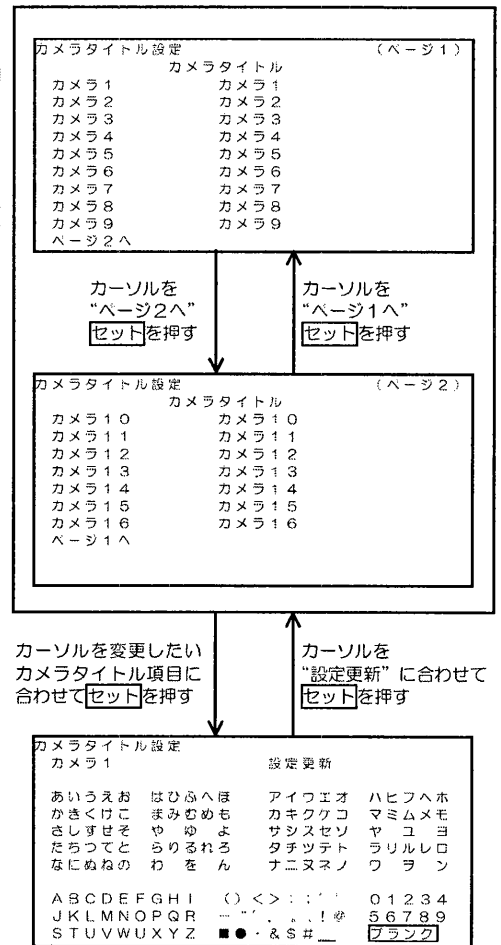 カメラタイトル設定　（ページ1）
カメラタイトル
カメラ1　カメラ1
カメラ2　カメラ2
カメラ3　カメラ3
カメラ4　カメラ4
カメラ5　カメラ5
カメラ6　カメラ6
カメラ7　カメラ7
カメラ8　カメラ8
カメラ9　カメラ9
ページ2へ
カーソルを
“ページ2へ”
セットを押す
カーソルを
“ページ1へ”
セットを押す
カメラタイトル設定　（ページ2）
カメラタイトル
カメラ10　カメラ10
カメラ11　カメラ11
カメラ12　カメラ12
カメラ13　カメラ13
カメラ14　カメラ14
カメラ15　カメラ15
カメラ16　カメラ16
ページ1へ
カーソルを変更したい
カメラタイトル項目に
合わせてセットを押す
カーソルを
“設定更新”に合わせて
セットを押す
カメラタイトル設定
カメラ1　設定更新
あいうえお　はひふへほ　アイウエオ　ハヒフヘホ
かきくけこ　まみむめも　カキクケコ　マミムメモ
さしすせそ　や　ゆ　よ　サシスセソ　ヤ　ユ　ヨ
たちつてと　らりるれろ　タチツテト　ラリルレロ
なにぬねの　わ　を　ん　ナニヌネノ　ワ　ヲ　ン
ABCDEFGHI　()<>:;　01234
JKLMNOPQR　ー゛　、。.!@　56789
STUVWUXYZ　■●・&$#_　ブランク